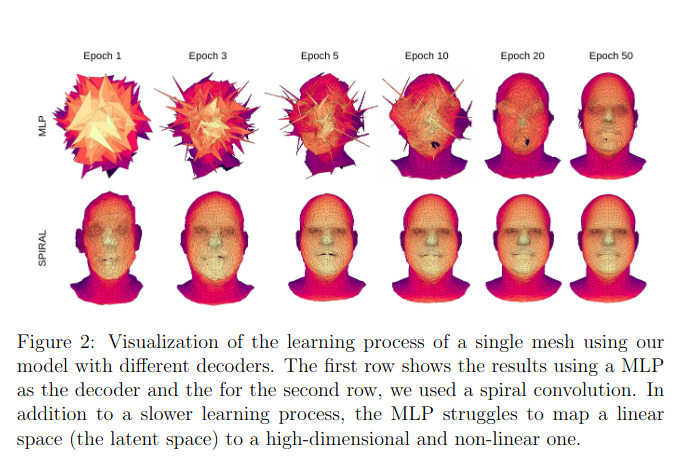 Epoch 1 Epoch 3 Epoch 5 Epoch 10 Epoch 20 Epoch 50
MLP
SPIRAL
Figure 2: Visualization of the learning process of a single mesh using our
model with different decoders. The first row shows the results using a MLP
as the decoder and the for the second row, we used a spiral convolution. In
addition to a slower learning process, the MLP struggles to map a linear
space (the latent space) to a high-dimensional and non-linear one.